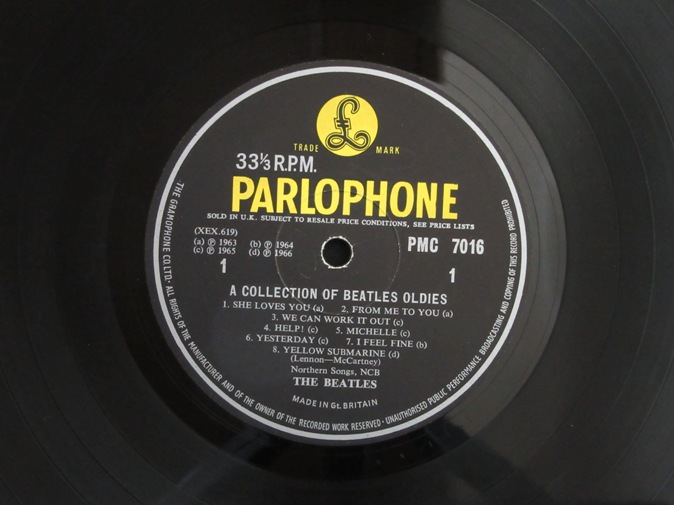 £
TRADE MARK
33⅓ R.P.M.
PARLOPHONE
SOLD IN U.K. SUBJECT TO RESALE PRICE CONDITIONS, SEE PRICE LISTS
(XEX.619)
PMC 7016
(a) ℗ 1963 (b) ℗ 1964
(c) ℗ 1965 (d) ℗ 1966
1
1
A COLLECTION OF BEATLES OLDIES
1. SHE LOVES YOU (a) 2. FROM ME TO YOU (a)
3. WE CAN WORK IT OUT (c)
4. HELP! (c) 5. MICHELLE (c)
6. YESTERDAY (c) 7. I FEEL FINE (b)
8. YELLOW SUBMARINE (d)
(Lennon—McCartney)
Northern Songs, NCB
THE BEATLES
MADE IN Gt. BRITAIN
THE GRAMOPHONE CO. LTD. ALL RIGHTS OF THE MANUFACTURER AND OF THE OWNER OF THE RECORDED WORK RESERVED · UNAUTHORISED PUBLIC PERFORMANCE BROADCASTING AND COPYING OF THIS RECORD PROHIBITED